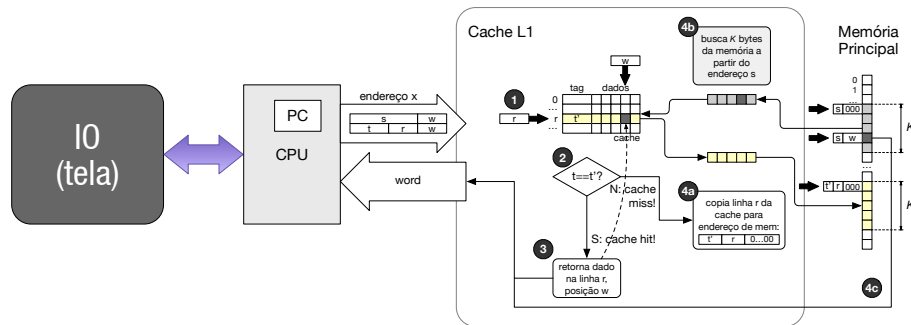 IO
(tela)
PC
CPU
endereço x
s w
t r w
word
Cache L1
1
r
w
tag dados
0
...
r t'
...
cache
2
t==t'?
N: cache
miss!
S: cache hit!
3
retorna dado
na linha r,
posição w
4b
busca K bytes
da memória a
partir do
endereço s
4a
copia linha r da
cache para
endereço de mem:
t' r 0...00
4c
Memória
Principal
0
1
...
s 000
s w
K
...
t' r 000
K